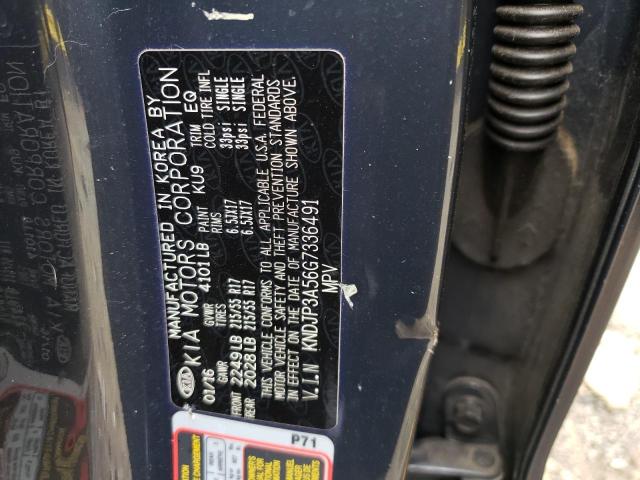 MANUFACTURED IN KOREA BY
KIA KIA MOTORS CORPORATION
01/16 4101LB KU9 EQ
GVWR PAINT TRIM
GAWR TIRES RIMS COLD TIRE INFL
FRONT 2249LB 215/55 R17 6.5JX17 33psi SINGLE
REAR 2028LB 215/55 R17 6.5JX17 33psi SINGLE
THIS VEHICLE CONFORMS TO ALL APPLICABLE U.S.A. FEDERAL
MOTOR VEHICLE SAFETY AND THEFT PREVENTION STANDARDS
IN EFFECT ON THE DATE OF MANUFACTURE SHOWN ABOVE.
V.I.N KNDJP3A56G7336491
MPV
P71